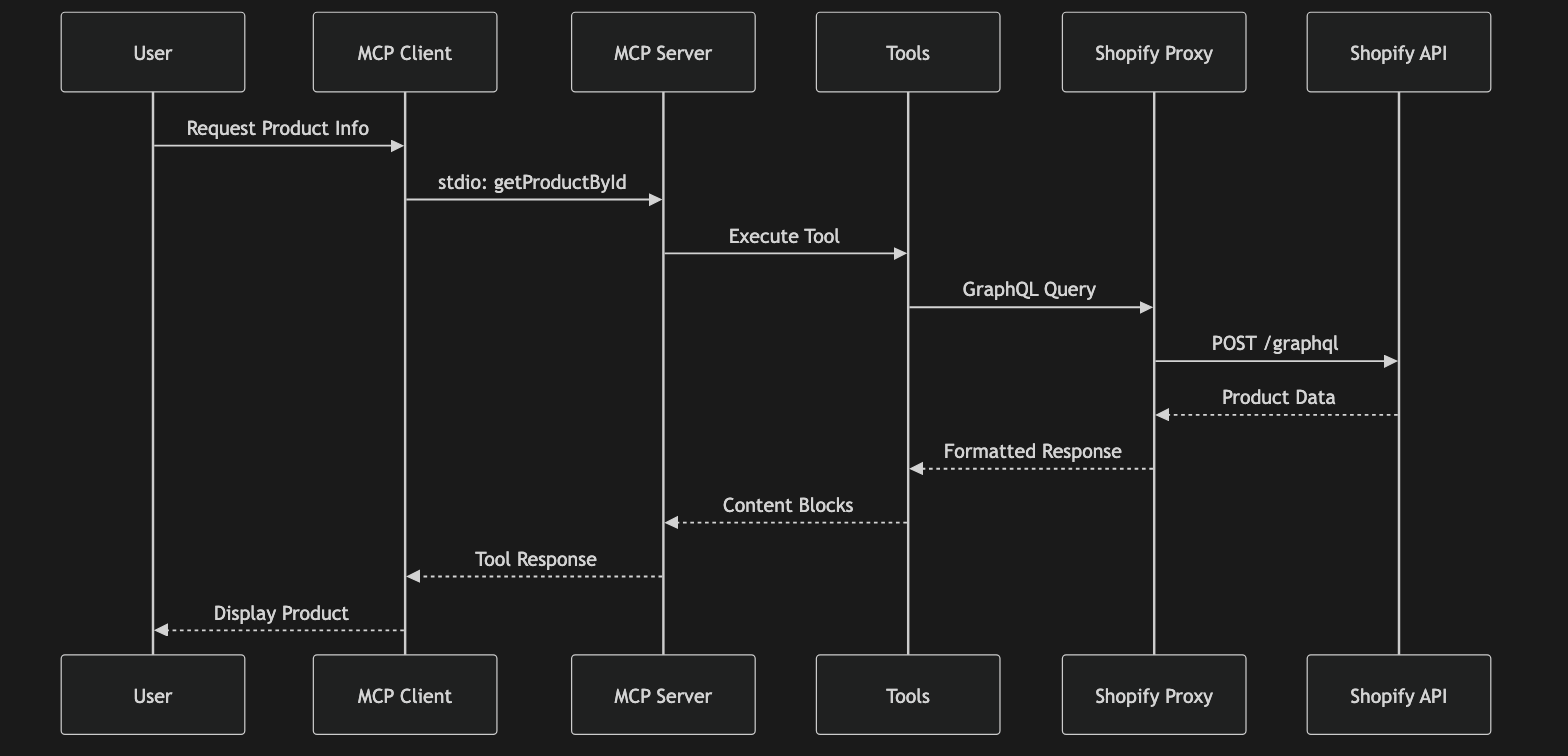 User
MCP Client
MCP Server
Tools
Shopify Proxy
Shopify API
Request Product Info
stdio: getProductById
Execute Tool
GraphQL Query
POST /graphql
Product Data
Formatted Response
Content Blocks
Tool Response
Display Product
User
MCP Client
MCP Server
Tools
Shopify Proxy
Shopify API